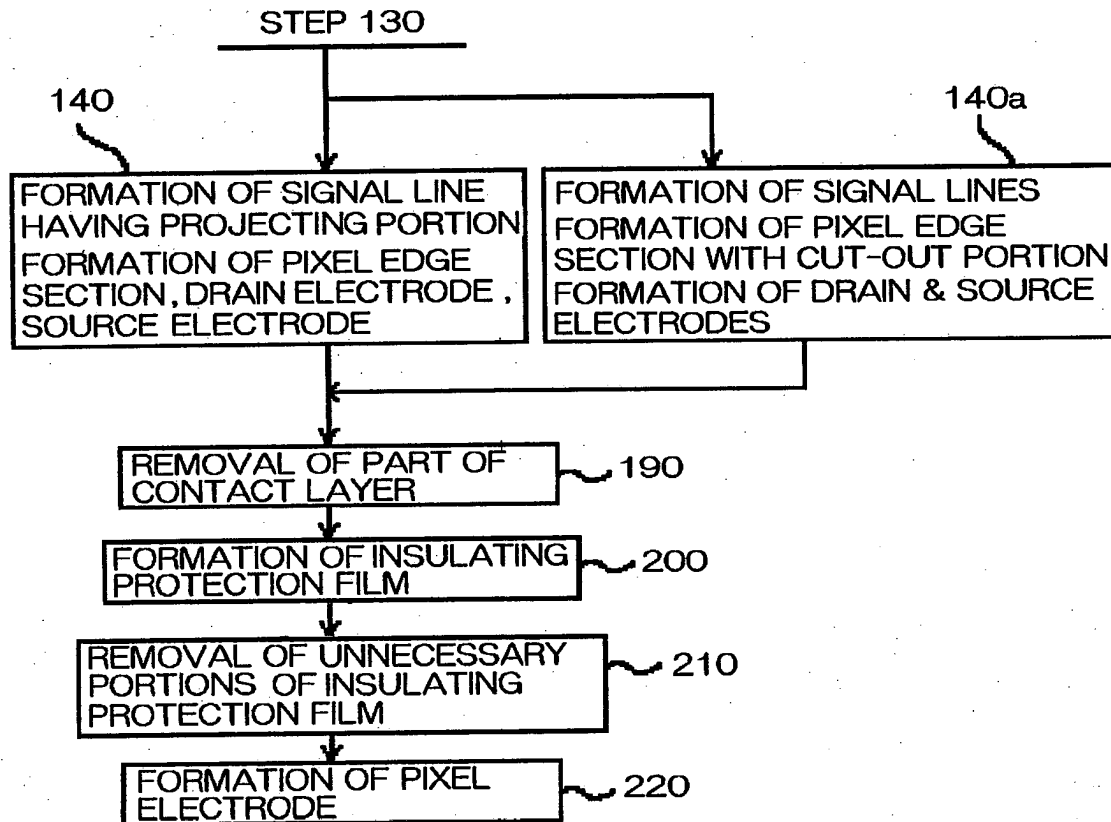 STEP 130
140
140a
FORMATION OF SIGNAL LINE
HAVING PROJECTING PORTION
FORMATION OF PIXEL EDGE
SECTION, DRAIN ELECTRODE,
SOURCE ELECTRODE
FORMATION OF SIGNAL LINES
FORMATION OF PIXEL EDGE
SECTION WITH CUT-OUT PORTION
FORMATION OF DRAIN & SOURCE
ELECTRODES
REMOVAL OF PART OF
CONTACT LAYER
190
FORMATION OF INSULATING
PROTECTION FILM
200
REMOVAL OF UNNECESSARY
PORTIONS OF INSULATING
PROTECTION FILM
210
FORMATION OF PIXEL
ELECTRODE
220